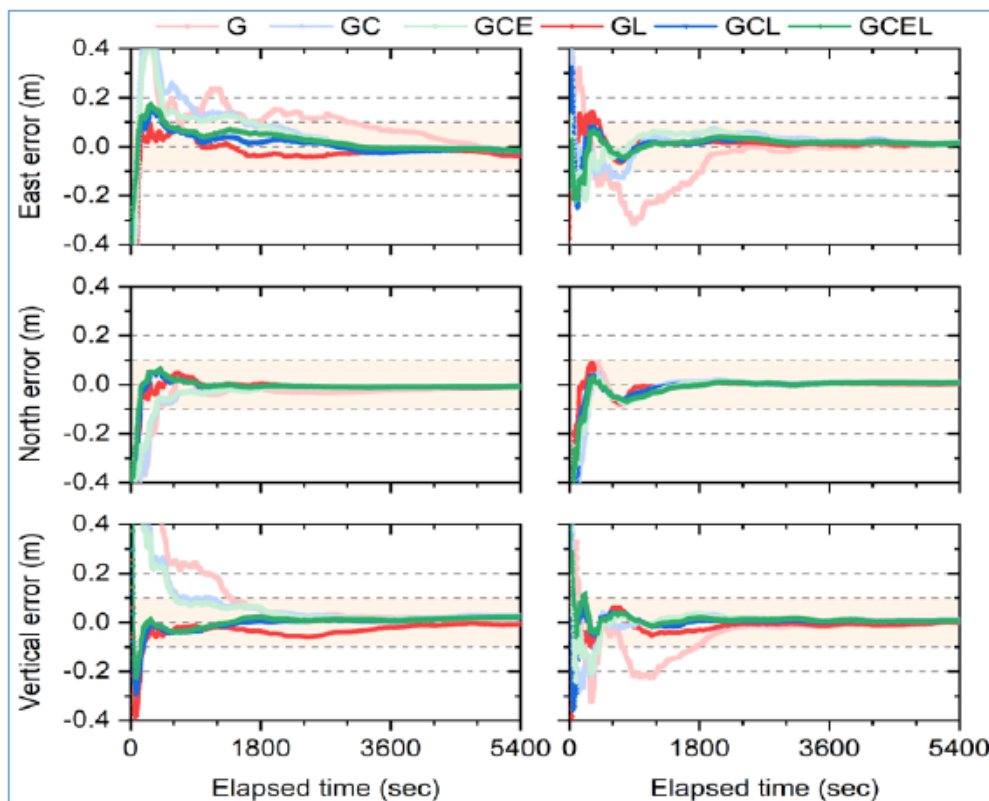 G GC GCE GL GCL GCEL
East error (m)
0.4
0.2
0.0
-0.2
-0.4
North error (m)
0.4
0.2
0.0
-0.2
-0.4
Vertical error (m)
0.4
0.2
0.0
-0.2
-0.4
0 1800 3600 5400 0 1800 3600 5400
Elapsed time (sec) Elapsed time (sec)